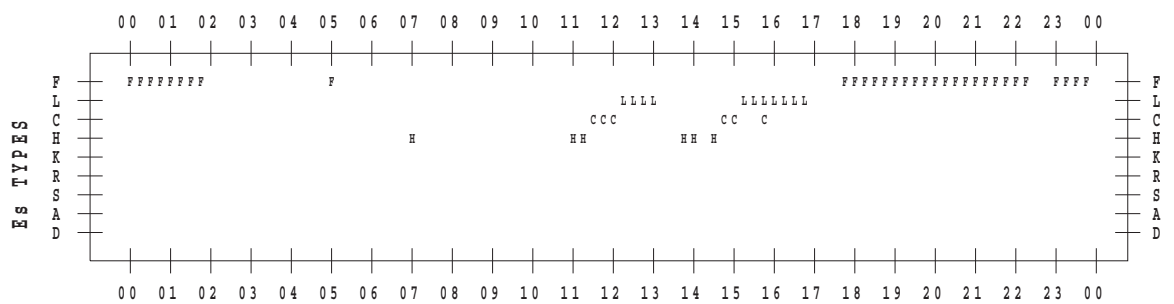 00 01 02 03 04 05 06 07 08 09 10 11 12 13 14 15 16 17 18 19 20 21 22 23 00
F FFFFFFFF F FFFFFFFFFFFFFFFFFFF FFFF F
L LLLL LLLLLLL L
C CCC CC C C
H H HH HH H H
K K
R R
S S
A A
D D
Es TYPES
00 01 02 03 04 05 06 07 08 09 10 11 12 13 14 15 16 17 18 19 20 21 22 23 00